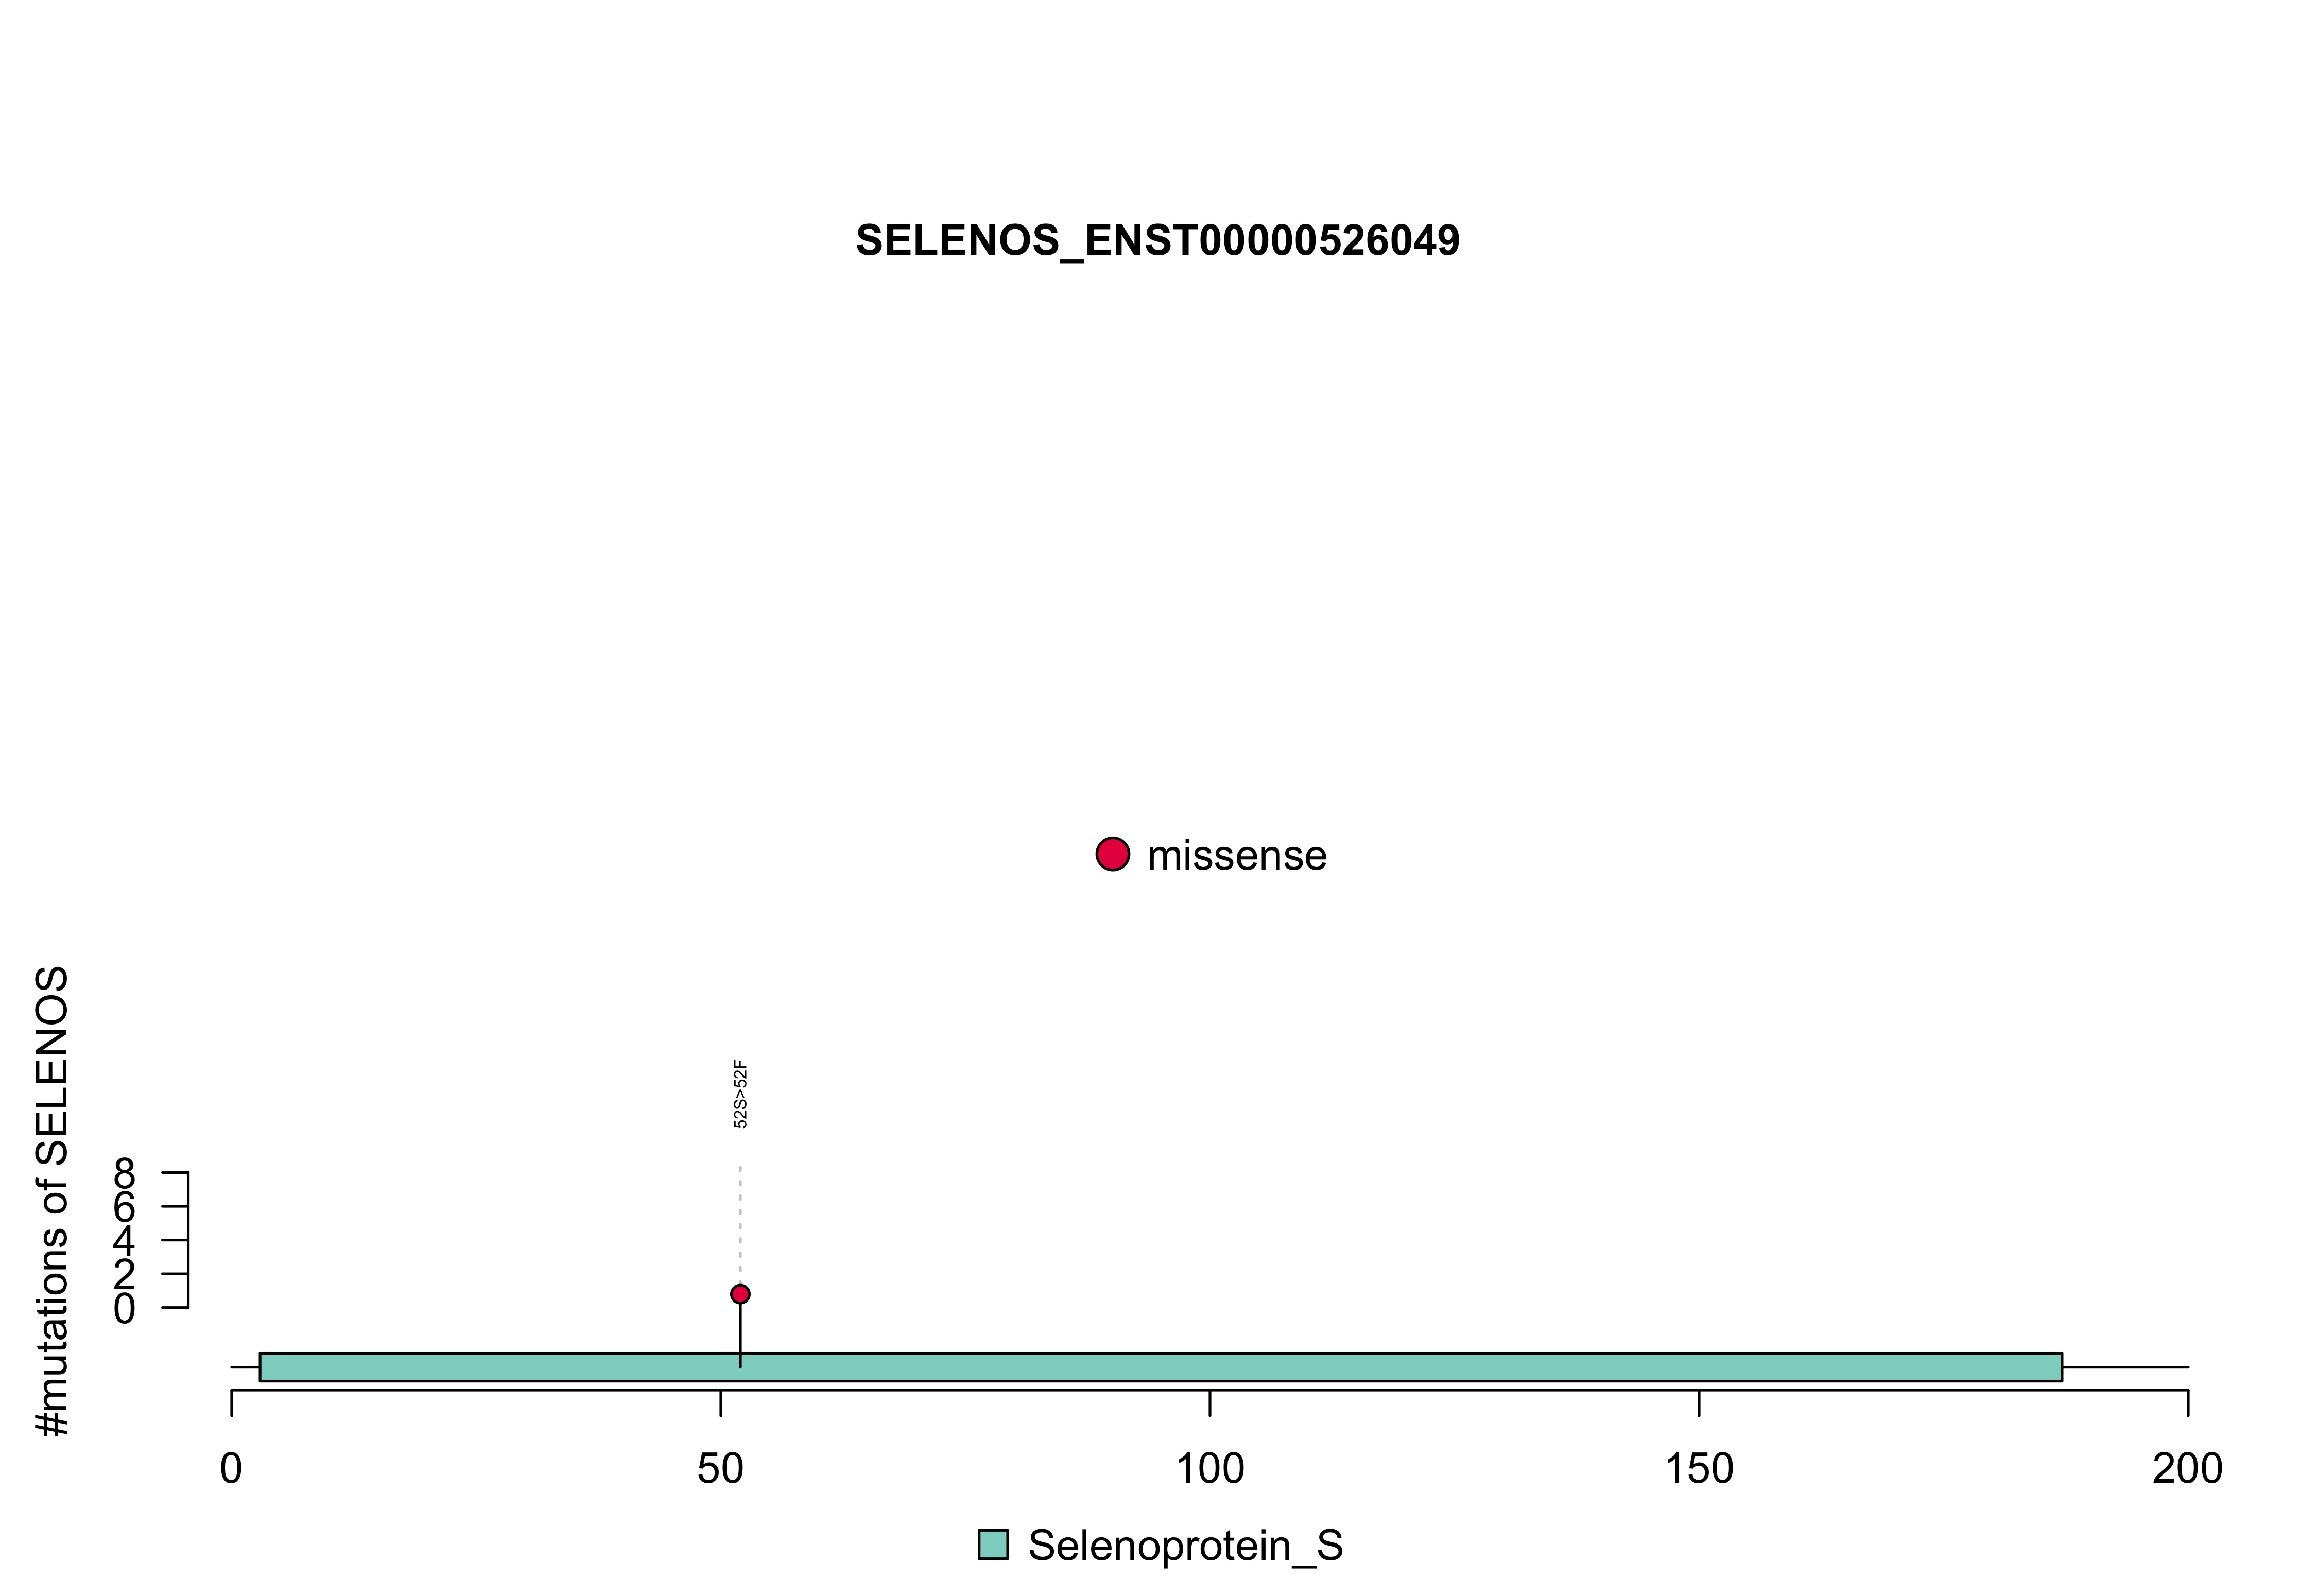 SELENOS_ENST00000526049
missense
#mutations of SELENOS
52S>52F
8
6
4
2
0
0 50 100 150 200
Selenoprotein_S